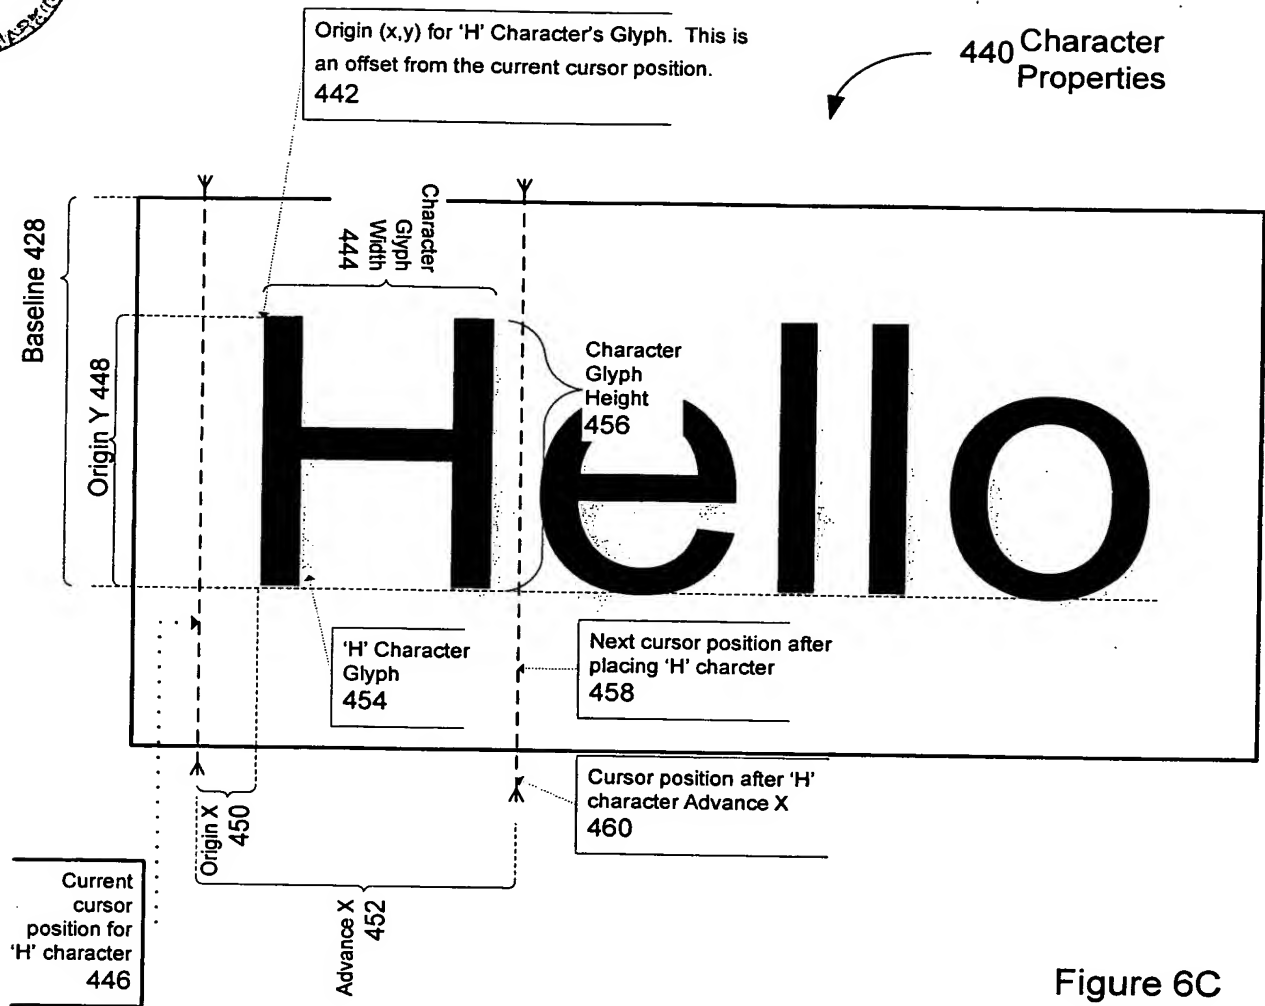 Origin (x,y) for 'H' Character's Glyph. This is
an offset from the current cursor position.
442
440 Character
Properties
Baseline 428
Origin Y 448
Character
Glyph
Width
444
Character
Glyph
Height
456
Hello
'H' Character
Glyph
454
Next cursor position after
placing 'H' charcter
458
Cursor position after 'H'
character Advance X
460
Origin X
450
Advance X
452
Current
cursor
position for
'H' character
446
Figure 6C